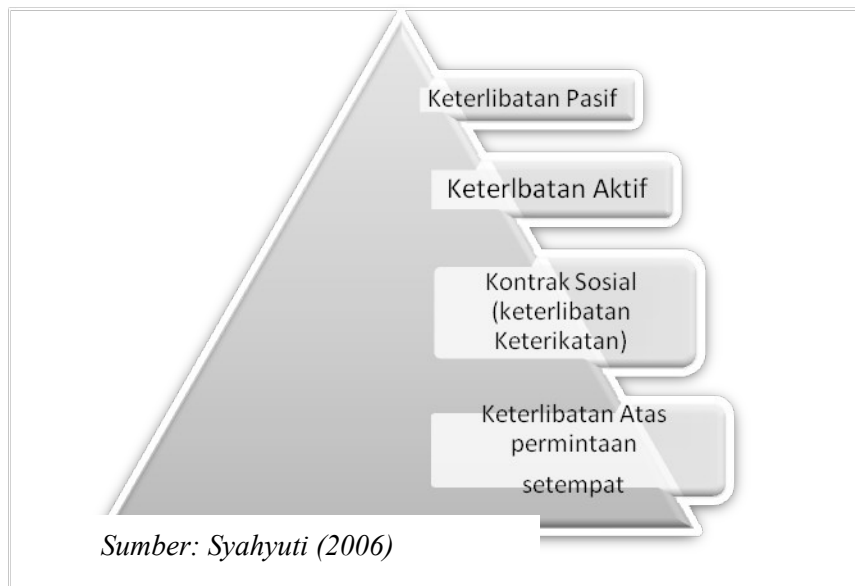 Keterlibatan Pasif
Keterlbatan Aktif
Kontrak Sosial
(keterlibatan
Keterikatan)
Keterlibatan Atas
permintaan
setempat
Sumber: Syahyuti (2006)